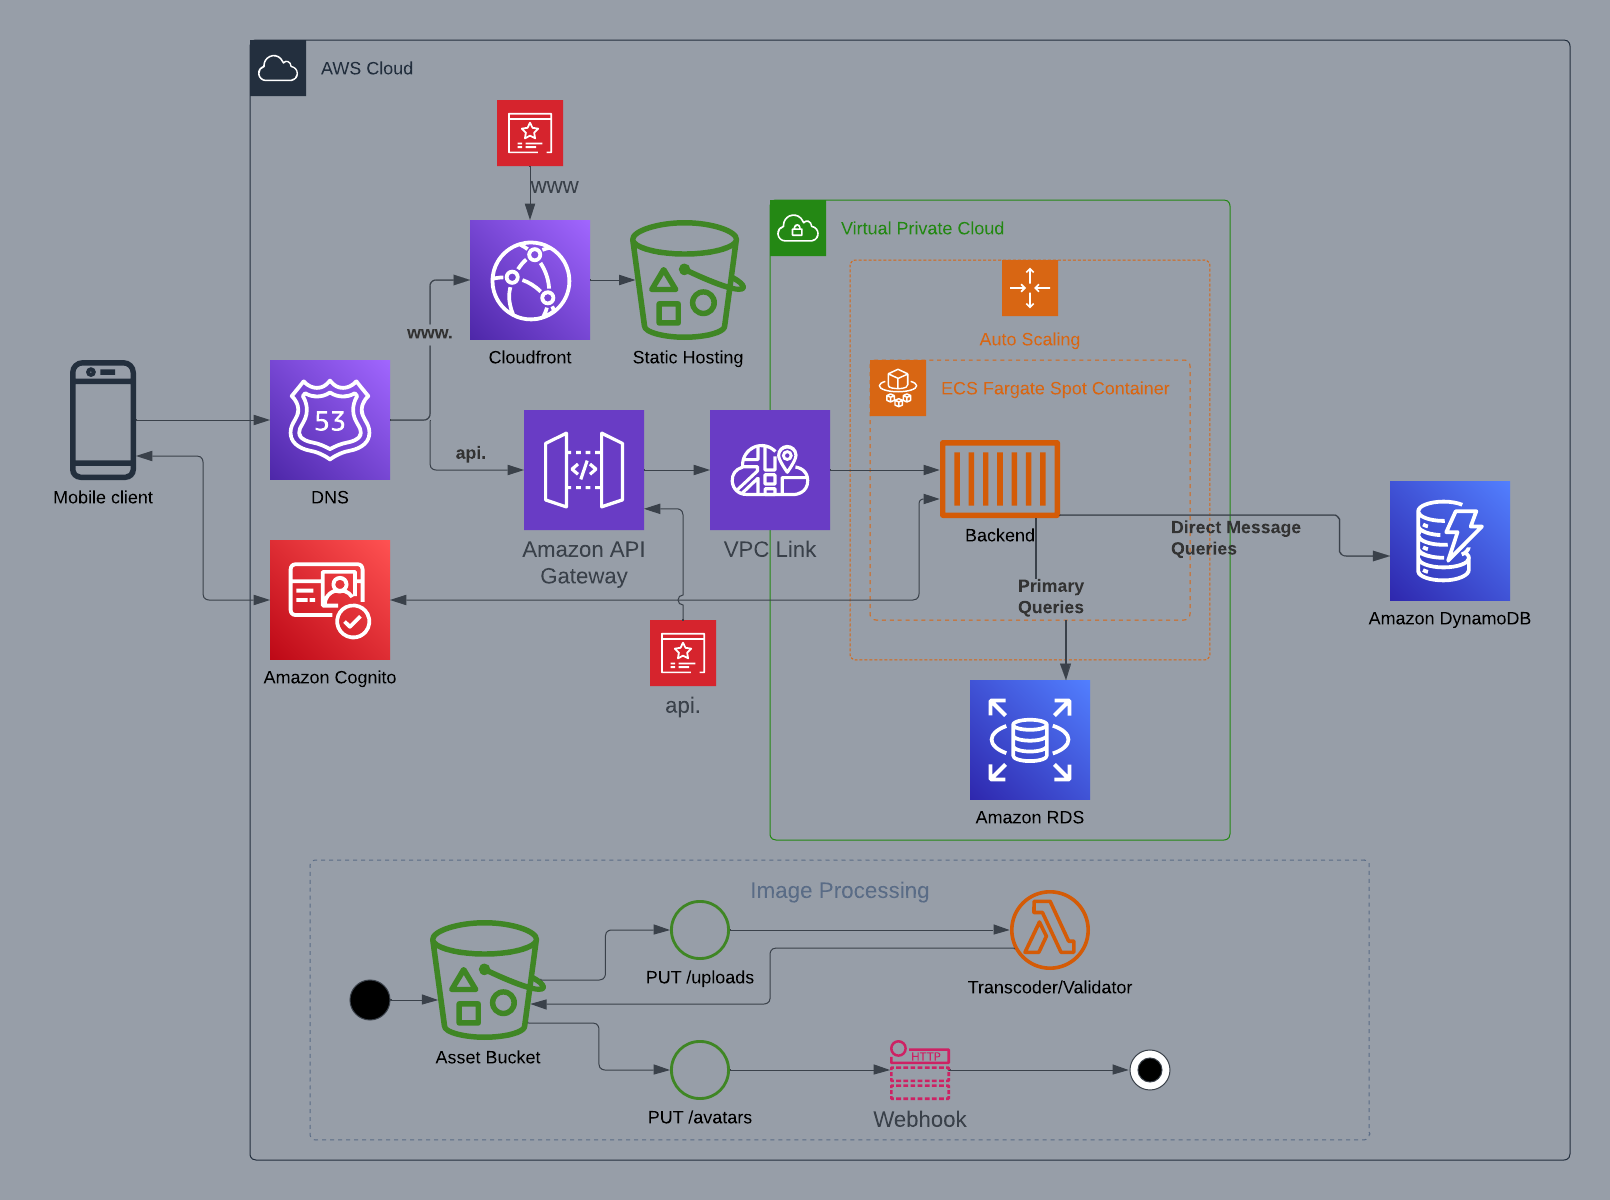 AWS Cloud
www
Virtual Private Cloud
www.
Cloudfront
Static Hosting
Auto Scaling
ECS Fargate Spot Container
53
DNS
Mobile client
api.
Amazon API
Gateway
</>
VPC Link
Backend
Direct Message
Queries
Primary
Queries
Amazon DynamoDB
Amazon Cognito
api.
Amazon RDS
Image Processing
PUT /uploads
Transcoder/Validator
Asset Bucket
PUT /avatars
HTTP
Webhook